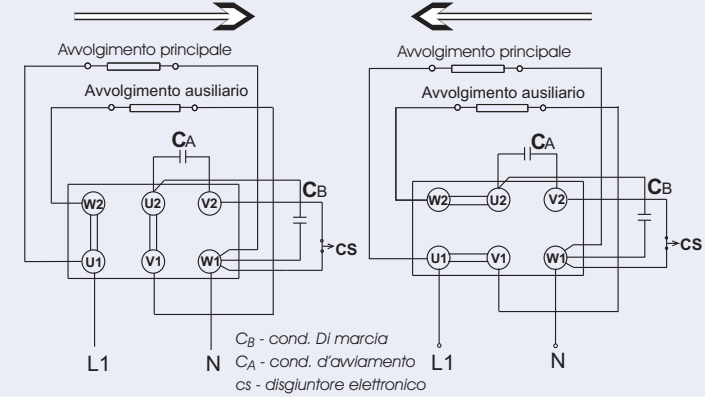 Avvolgimento principale
Avvolgimento ausiliario
CA
CB
W2 U2 V2
U1 V1 W1
CS
L1 N
Avvolgimento principale
Avvolgimento ausiliario
CA
CB
W2 U2 V2
U1 V1 W1
CS
L1 N
CB - cond. Di marcia
CA - cond. d'avviamento
cs - disgiuntore elettronico